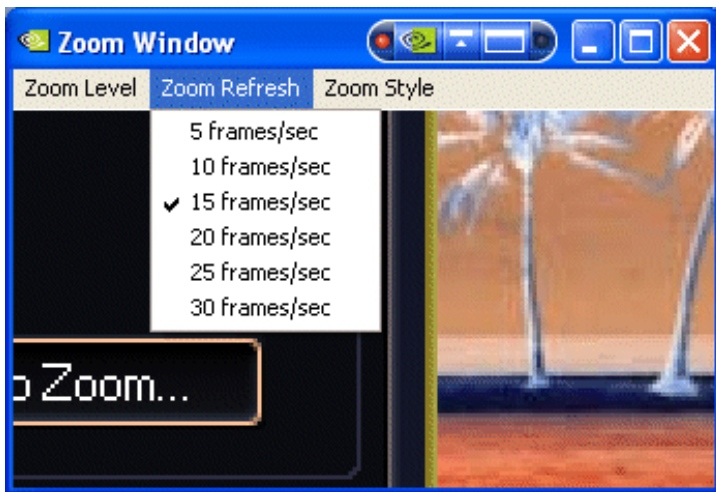 Zoom Window
Zoom Level Zoom Refresh Zoom Style
5 frames/sec
10 frames/sec
15 frames/sec
20 frames/sec
25 frames/sec
30 frames/sec
o Zoom...